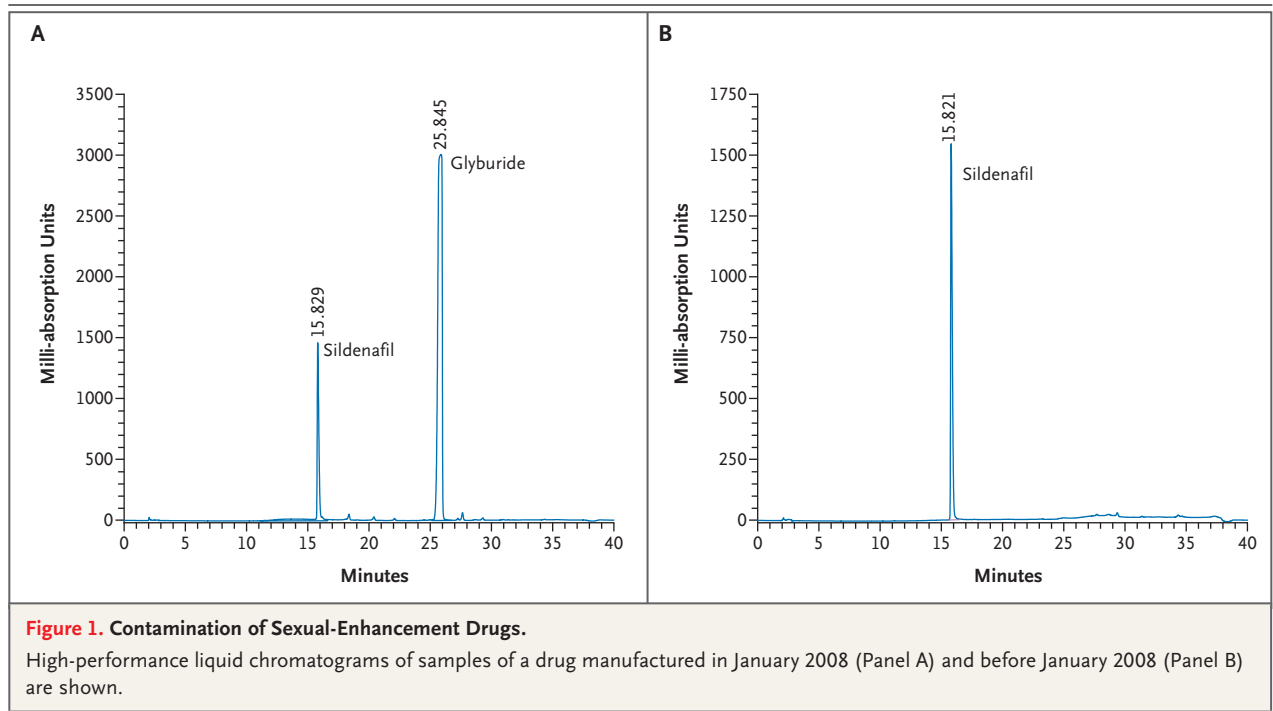 A
3500
3000
2500
2000
1500
1000
500
0
Milli-absorption Units
15.829
Sildenafil
25.845
Glyburide
0 5 10 15 20 25 30 35 40
Minutes
B
1750
1500
1250
1000
750
500
250
0
Milli-absorption Units
15.821
Sildenafil
0 5 10 15 20 25 30 35 40
Minutes
Figure 1. Contamination of Sexual-Enhancement Drugs.
High-performance liquid chromatograms of samples of a drug manufactured in January 2008 (Panel A) and before January 2008 (Panel B)
are shown.